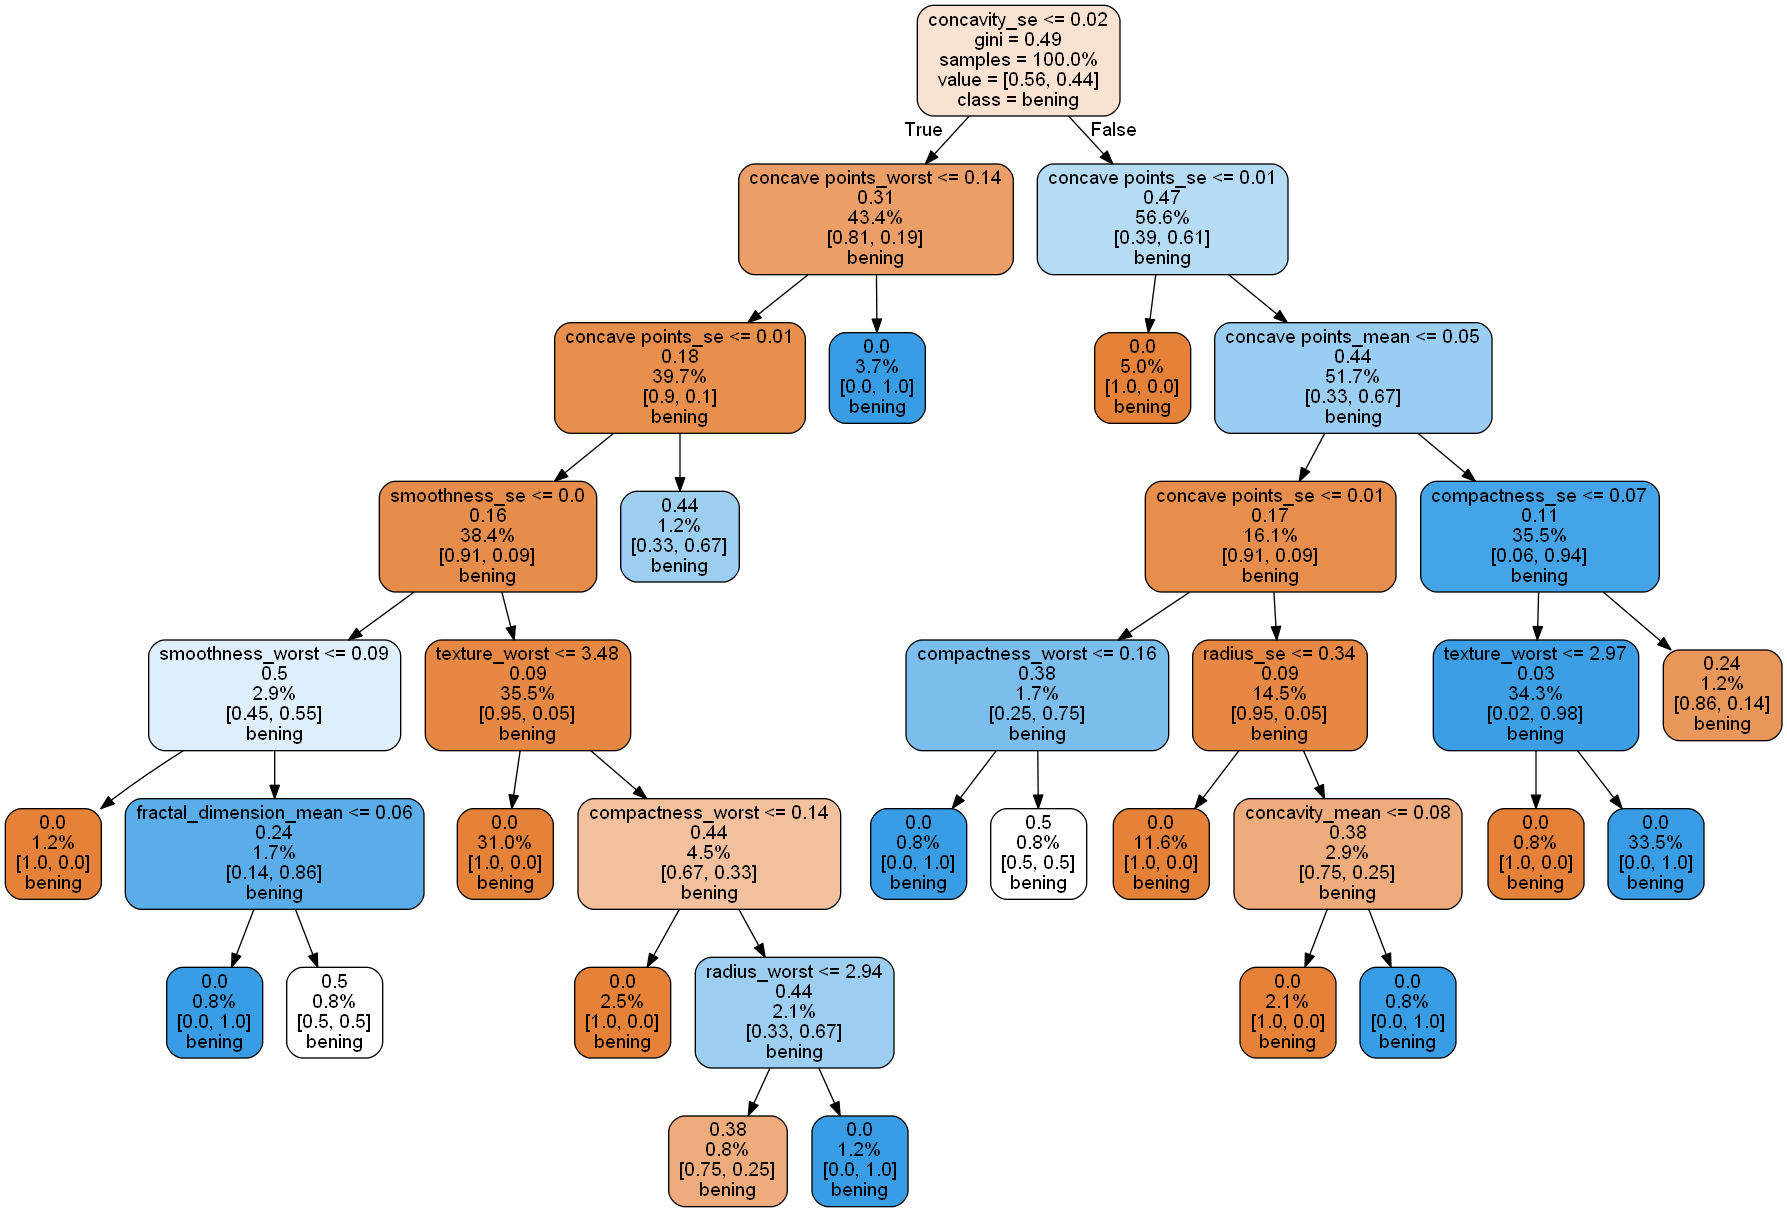 concavity_se <= 0.02
gini = 0.49
samples = 100.0%
value = [0.56, 0.44]
class = bening
True
False
concave points_worst <= 0.14
0.31
43.4%
[0.81, 0.19]
bening
concave points_se <= 0.01
0.47
56.6%
[0.39, 0.61]
bening
concave points_se <= 0.01
0.18
39.7%
[0.9, 0.1]
bening
0.0
3.7%
[0.0, 1.0]
bening
0.0
5.0%
[1.0, 0.0]
bening
concave points_mean <= 0.05
0.44
51.7%
[0.33, 0.67]
bening
smoothness_se <= 0.0
0.16
38.4%
[0.91, 0.09]
bening
0.44
1.2%
[0.33, 0.67]
bening
concave points_se <= 0.01
0.17
16.1%
[0.91, 0.09]
bening
compactness_se <= 0.07
0.11
35.5%
[0.06, 0.94]
bening
smoothness_worst <= 0.09
0.5
2.9%
[0.45, 0.55]
bening
texture_worst <= 3.48
0.09
35.5%
[0.95, 0.05]
bening
compactness_worst <= 0.16
0.38
1.7%
[0.25, 0.75]
bening
radius_se <= 0.34
0.09
14.5%
[0.95, 0.05]
bening
texture_worst <= 2.97
0.03
34.3%
[0.02, 0.98]
bening
0.24
1.2%
[0.86, 0.14]
bening
0.0
1.2%
[1.0, 0.0]
bening
fractal_dimension_mean <= 0.06
0.24
1.7%
[0.14, 0.86]
bening
0.0
31.0%
[1.0, 0.0]
bening
compactness_worst <= 0.14
0.44
4.5%
[0.67, 0.33]
bening
0.0
0.8%
[0.0, 1.0]
bening
0.5
0.8%
[0.5, 0.5]
bening
0.0
11.6%
[1.0, 0.0]
bening
concavity_mean <= 0.08
0.38
2.9%
[0.75, 0.25]
bening
0.0
0.8%
[1.0, 0.0]
bening
0.0
33.5%
[0.0, 1.0]
bening
0.0
0.8%
[0.0, 1.0]
bening
0.5
0.8%
[0.5, 0.5]
bening
0.0
2.5%
[1.0, 0.0]
bening
radius_worst <= 2.94
0.44
2.1%
[0.33, 0.67]
bening
0.0
2.1%
[1.0, 0.0]
bening
0.0
0.8%
[0.0, 1.0]
bening
0.38
0.8%
[0.75, 0.25]
bening
0.0
1.2%
[0.0, 1.0]
bening